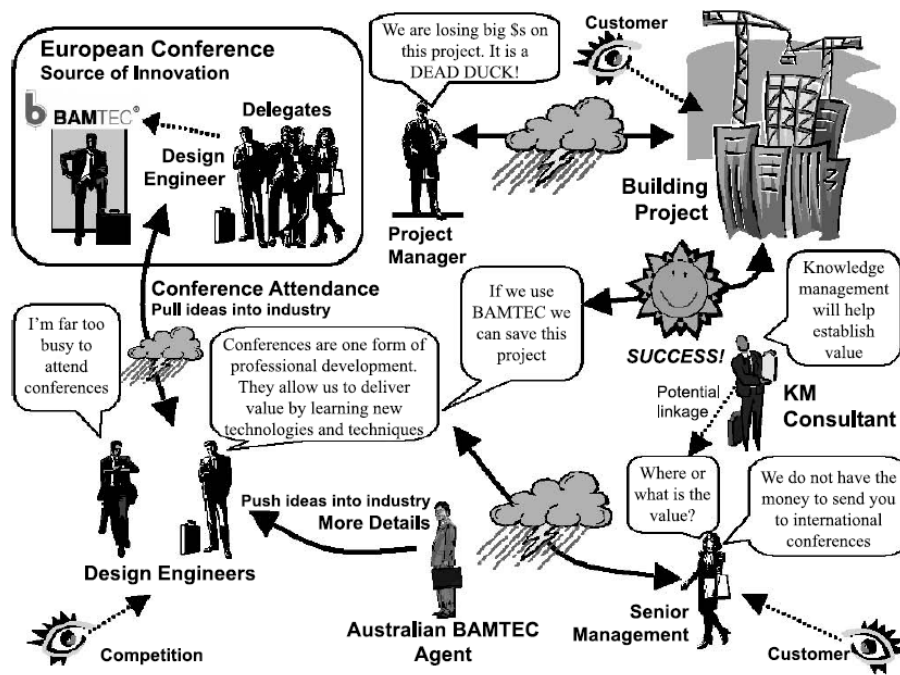 European Conference
Source of Innovation
b BAMTEC®
Delegates
Design
Engineer
We are losing big $s on
this project. It is a
DEAD DUCK!
Customer
Project
Manager
Building
Project
Conference Attendance
Pull ideas into industry
I'm far too
busy to
attend
conferences
Conferences are one form of
professional development.
They allow us to deliver
value by learning new
technologies and techniques
If we use
BAMTEC we
can save this
project
SUCCESS!
Knowledge
management
will help
establish
value
Potential
linkage
KM
Consultant
Where or
what is the
value?
We do not have the
money to send you
to international
conferences
Push ideas into industry
More Details
Design Engineers
Competition
Australian BAMTEC
Agent
Senior
Management
Customer